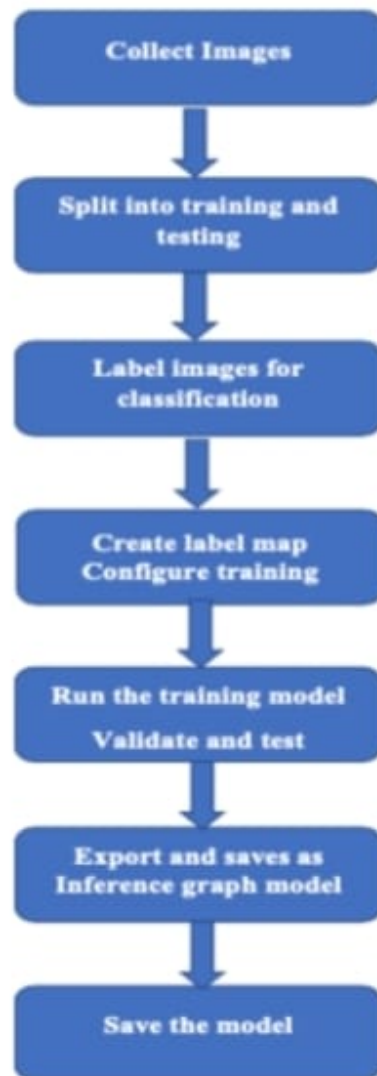 Collect Images
Split into training and
testing
Label images for
classification
Create label map
Configure training
Run the training model
Validate and test
Export and saves as
Inference graph model
Save the model